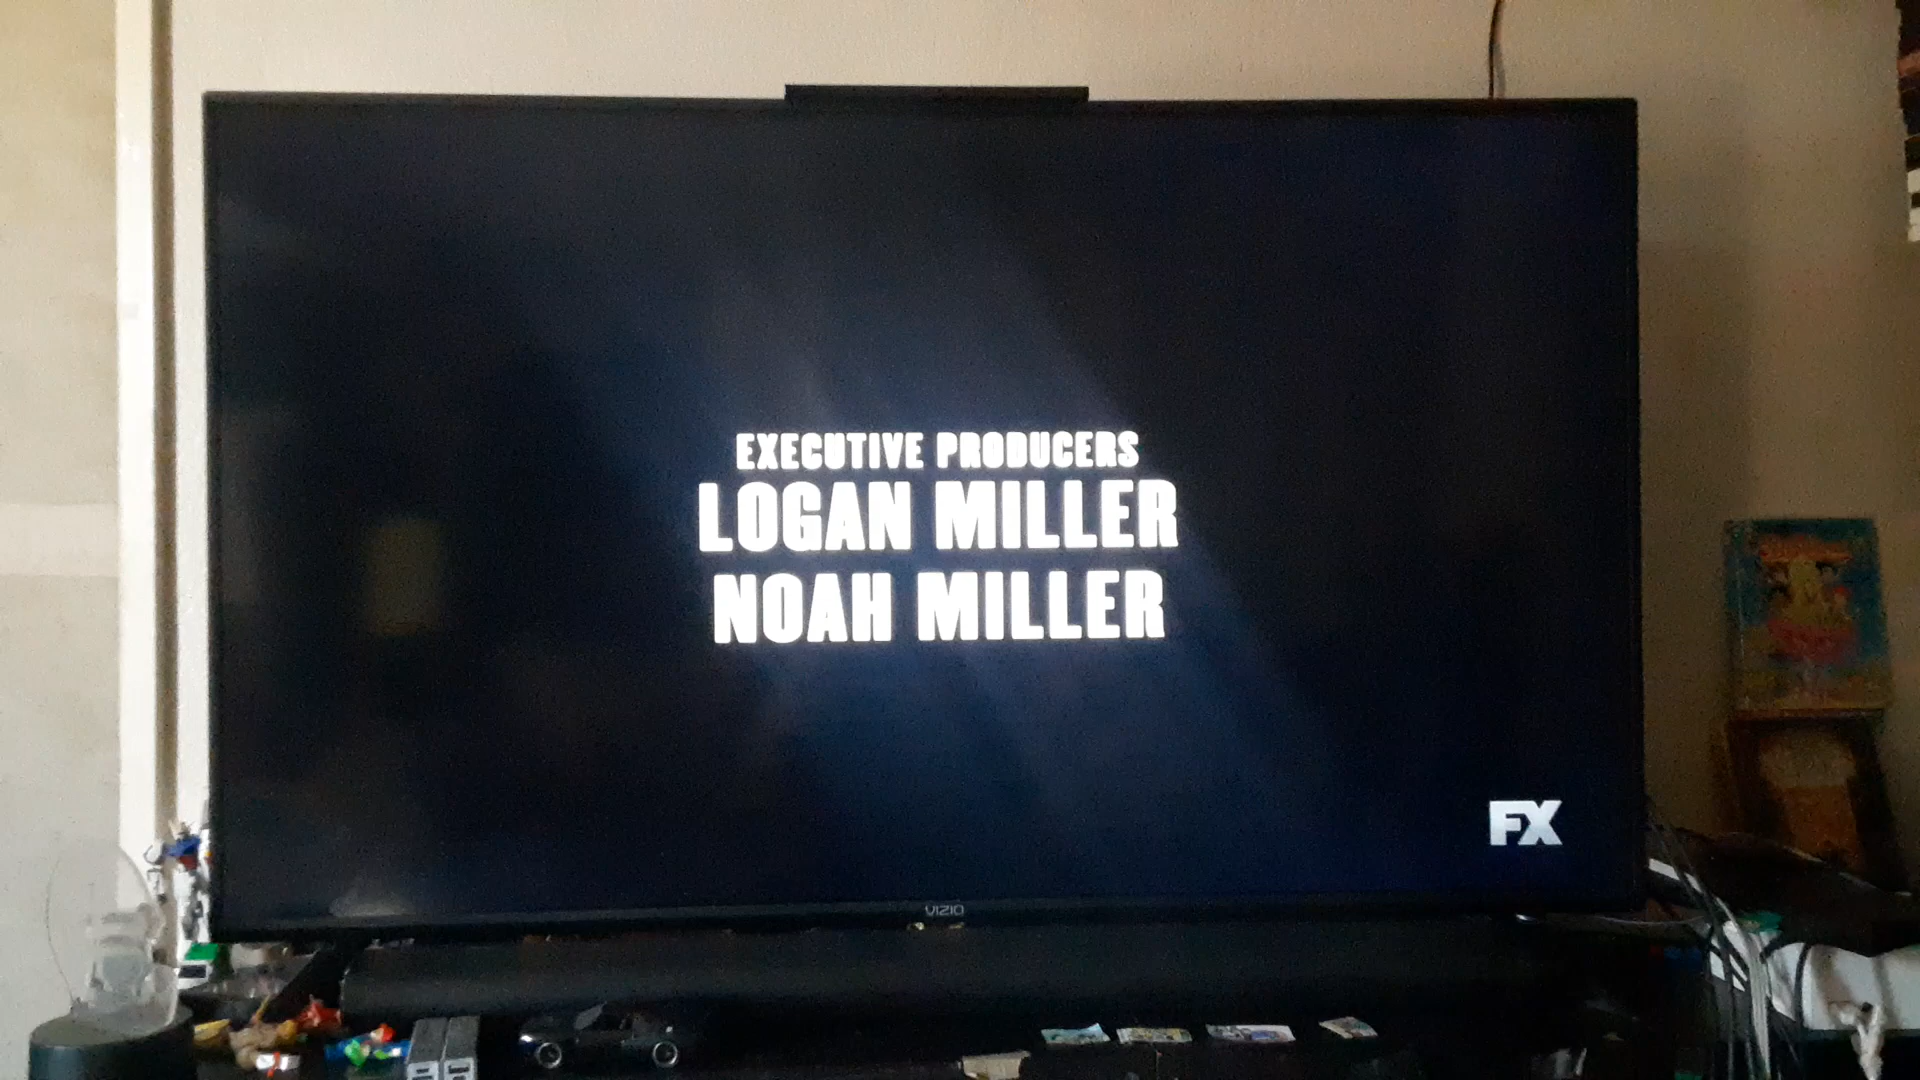 EXECUTIVE PRODUCERS
LOGAN MILLER
NOAH MILLER
FX
VIZIO